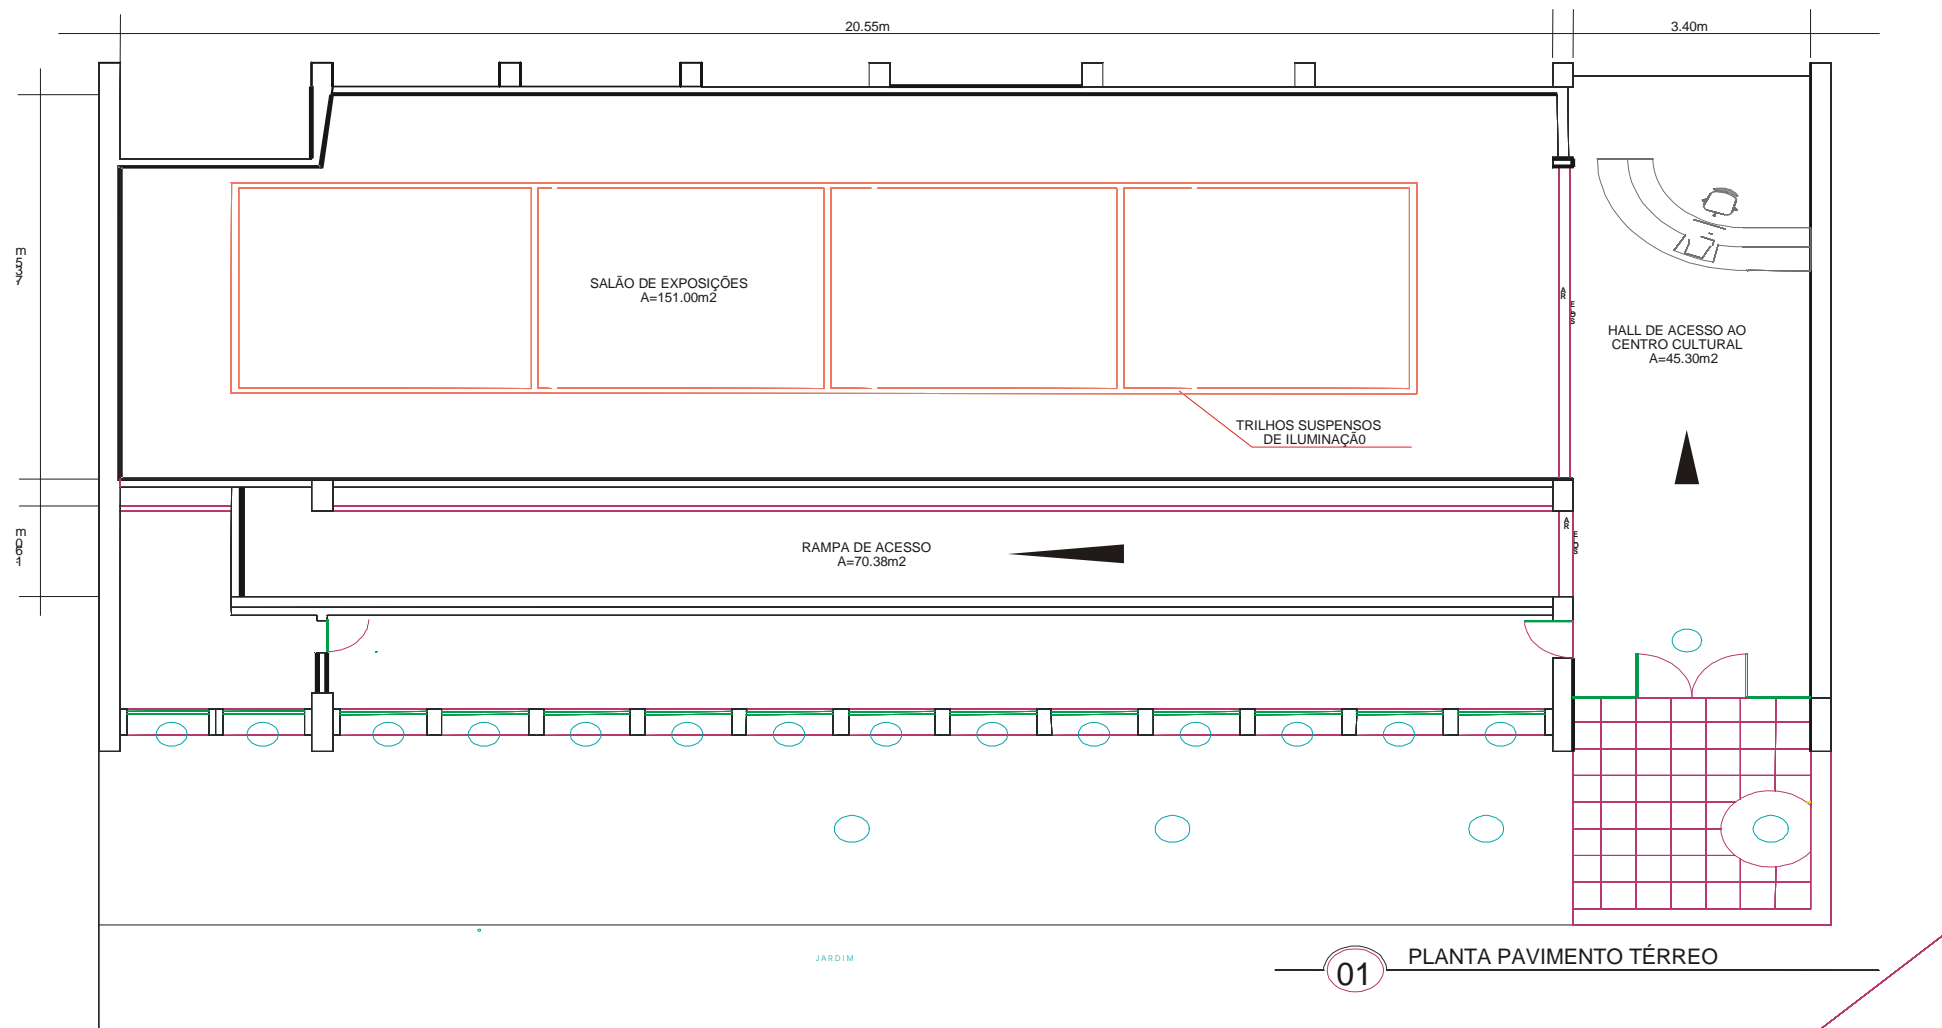 20.55m
3.40m
SALÃO DE EXPOSIÇÕES
A=151.00m2
HALL DE ACESSO AO
CENTRO CULTURAL
A=45.30m2
TRILHOS SUSPENSOS
DE ILUMINAÇÃ0
RAMPA DE ACESSO
A=70.38m2
JARDIM
01
PLANTA PAVIMENTO TÉRREO